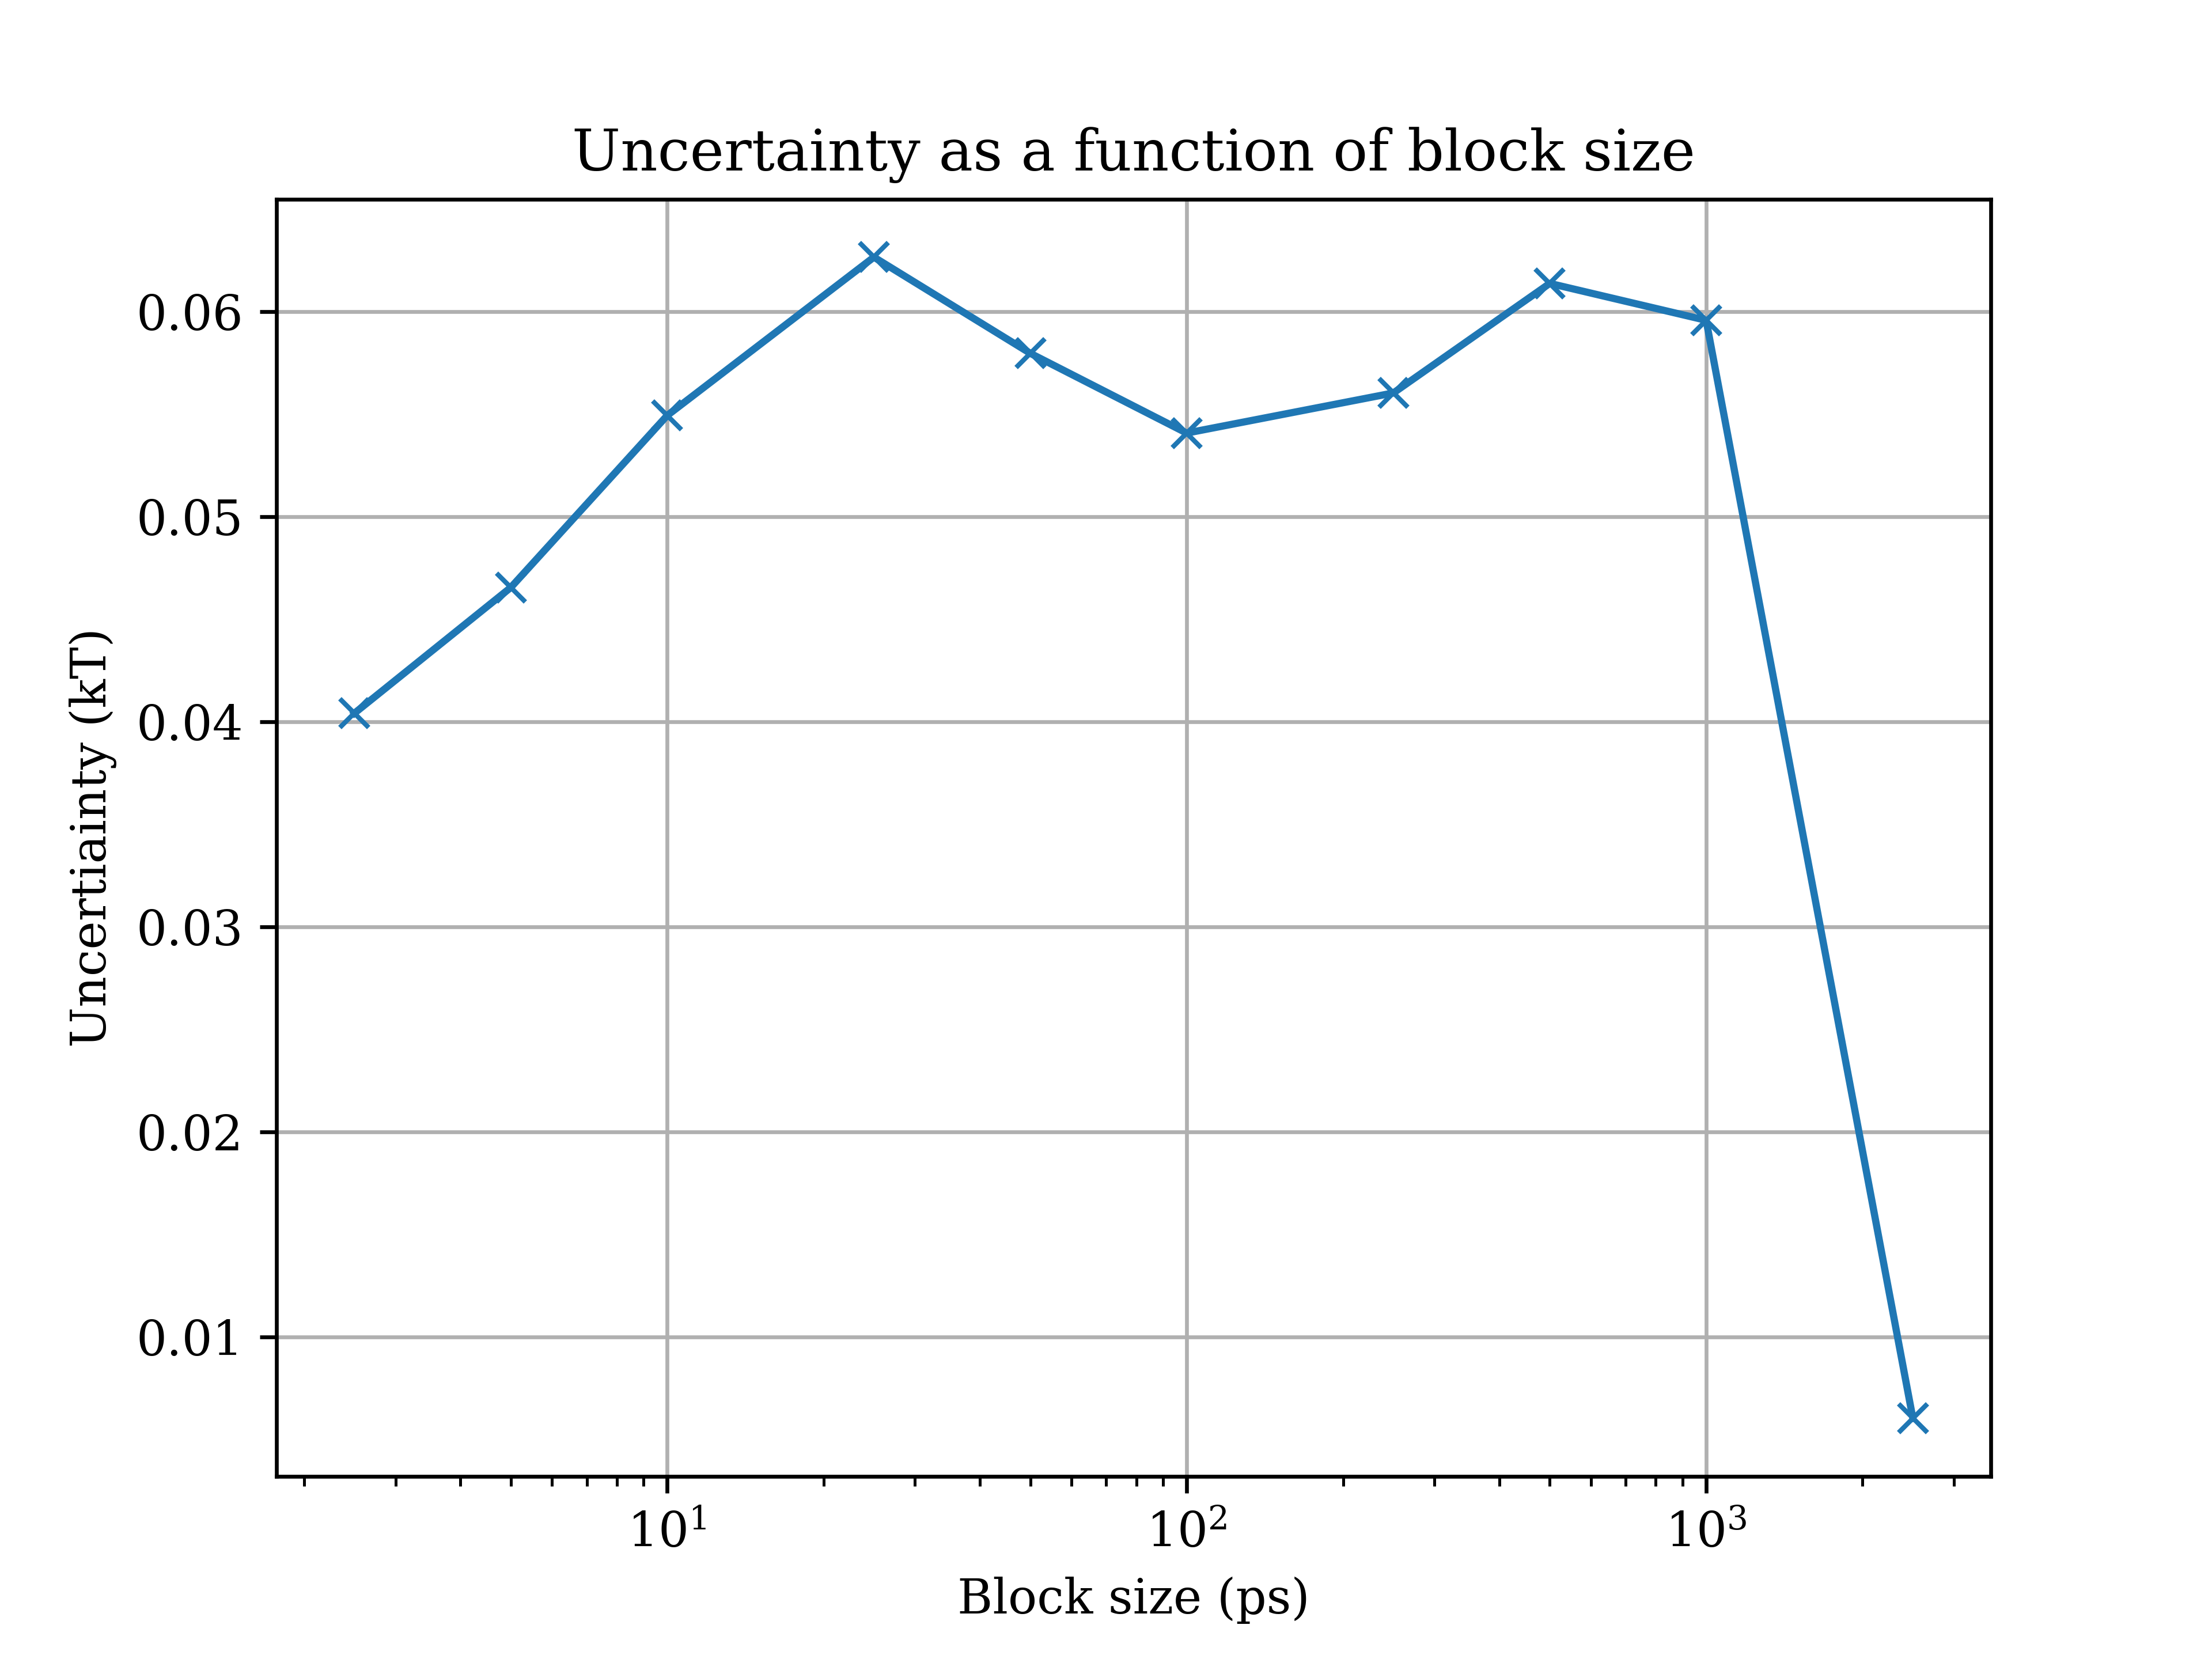 Uncertainty as a function of block size
Uncertiainty (kT)
0.06
0.05
0.04
0.03
0.02
0.01
10¹ 10² 10³
Block size (ps)